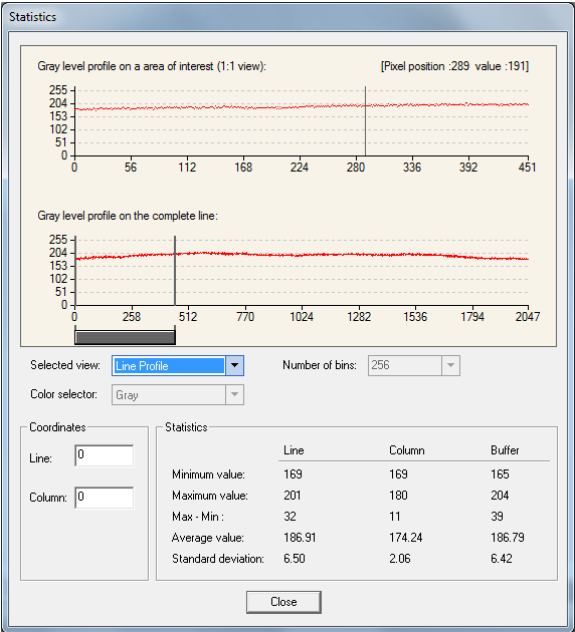 Statistics
Gray level profile on a area of interest (1:1 view): [Pixel position :289 value :191]
255
204
153
102
51
0
0 56 112 168 224 280 336 392 451
Gray level profile on the complete line:
255
204
153
102
51
0
0 258 512 770 1024 1282 1536 1794 2047
Selected view: Line Profile Number of bins: 256
Color selector: Gray
Coordinates Statistics
Line: 0
Column: 0
Line Column Buffer
Minimum value: 169 169 165
Maximum value: 201 180 204
Max - Min : 32 11 39
Average value: 186.91 174.24 186.79
Standard deviation: 6.50 2.06 6.42
Close